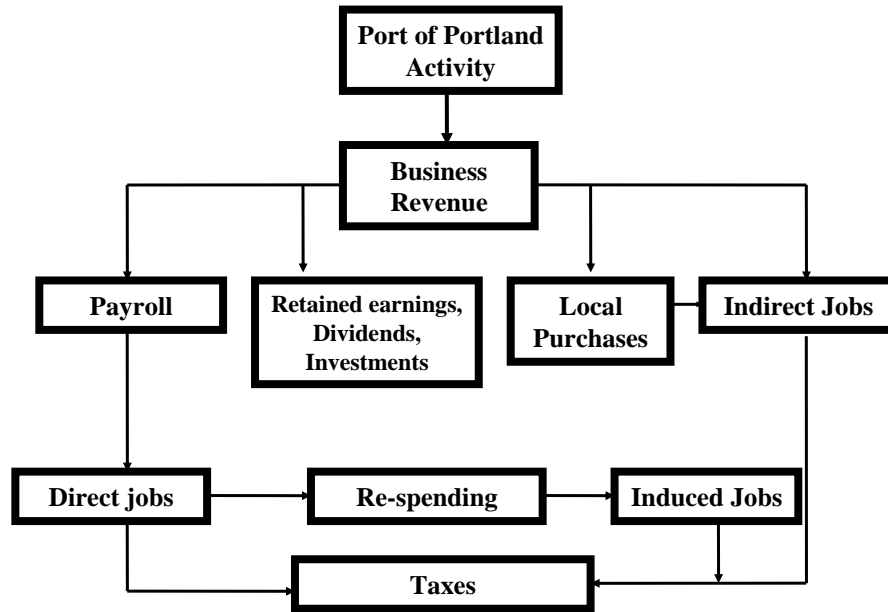 Port of Portland
Activity
Business
Revenue
Payroll
Retained earnings,
Dividends,
Investments
Local
Purchases
Indirect Jobs
Direct jobs
Re-spending
Induced Jobs
Taxes